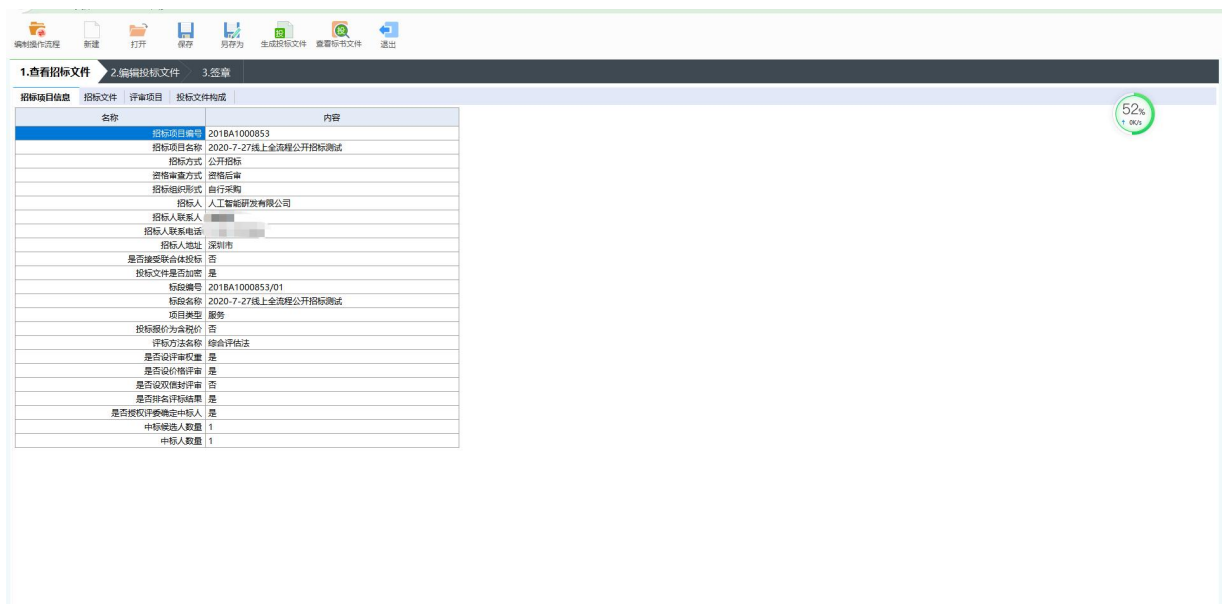 编制操作流程 新建 打开 保存 另存为 生成投标文件 查看标书文件 退出
1.查看招标文件 2.编辑投标文件 3.签章
招标项目信息 招标文件 评审项目 投标文件构成
52%
↑ 0K/s
名称 内容
招标项目编号 201BA1000853
招标项目名称 2020-7-27线上全流程公开招标测试
招标方式 公开招标
资格审查方式 资格后审
招标组织形式 自行采购
招标人 人工智能研发有限公司
招标人联系人
招标人联系电话
招标人地址 深圳市
是否接受联合体投标 否
投标文件是否加密 是
标段编号 201BA1000853/01
标段名称 2020-7-27线上全流程公开招标测试
项目类型 服务
投标报价为含税价 否
评标方法名称 综合评估法
是否设评审权重 是
是否设价格评审 是
是否设双信封评审 否
是否排名评标结果 是
是否授权评委确定中标人 是
中标候选人数量 1
中标人数量 1